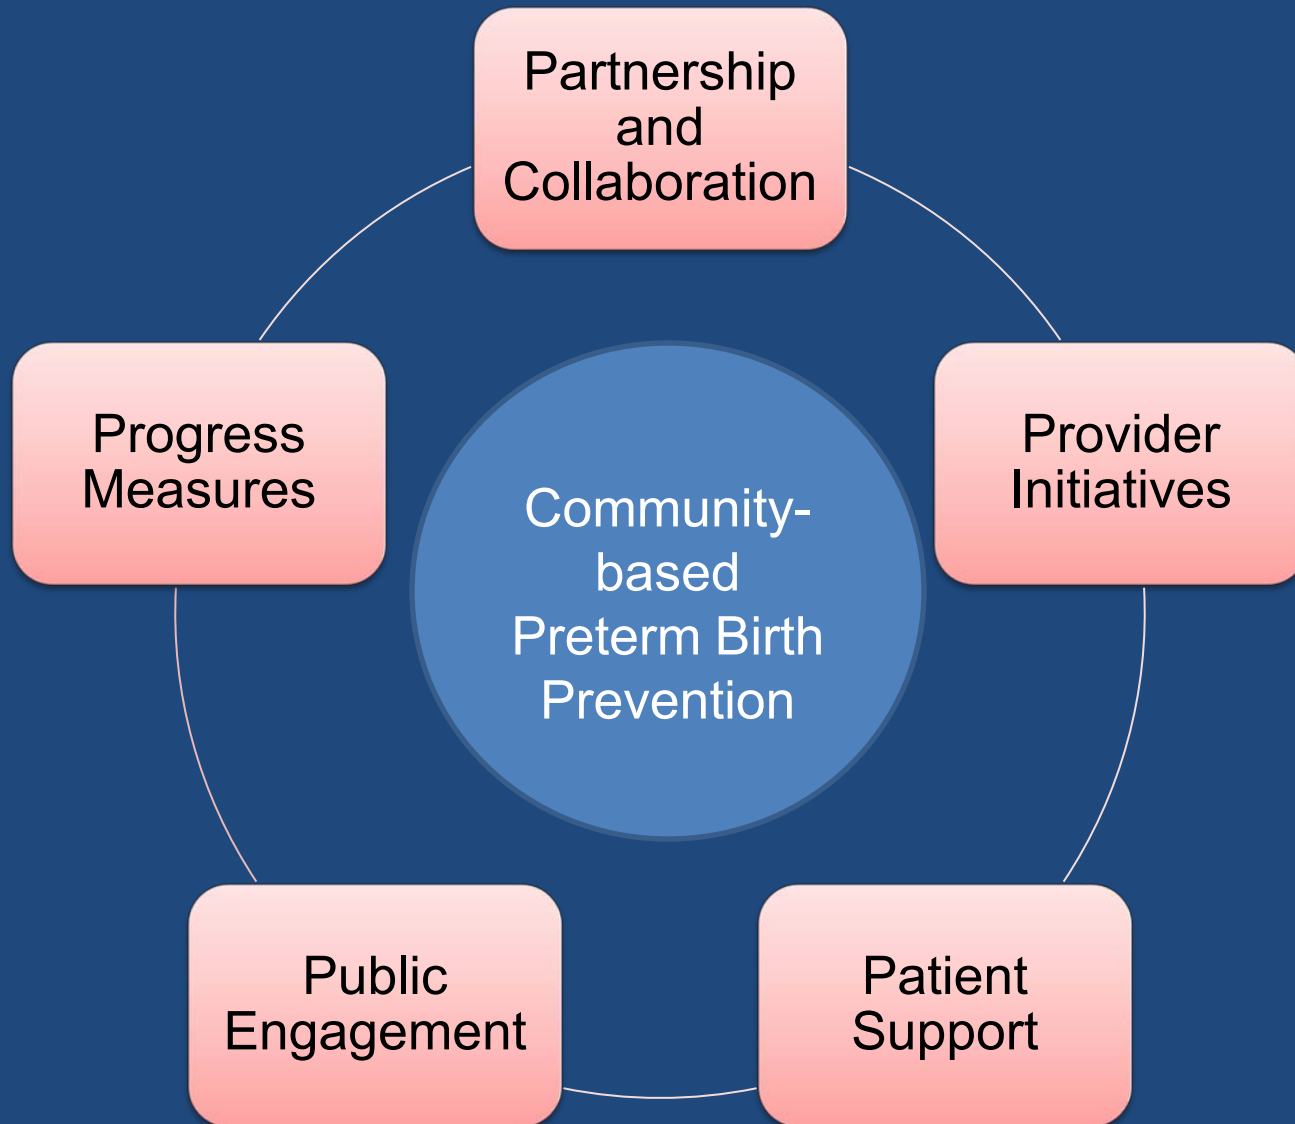 Partnership
and
Collaboration
Provider
Initiatives
Patient
Support
Public
Engagement
Progress
Measures
Community-
based
Preterm Birth
Prevention